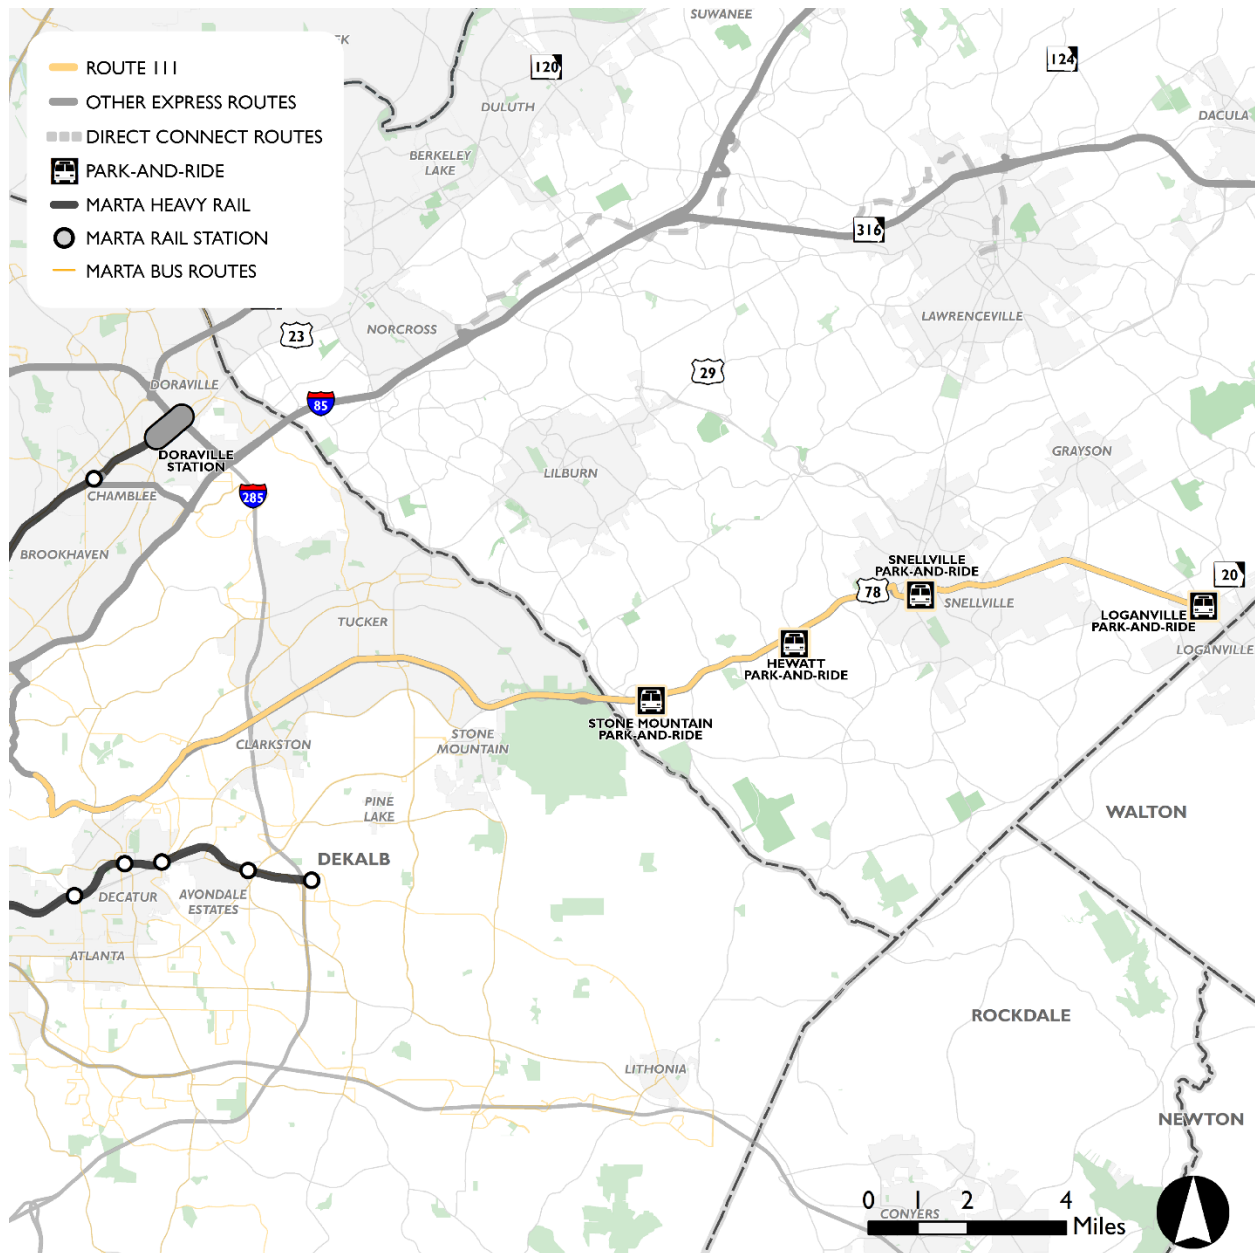 SUWANEE
EK
ROUTE 111
OTHER EXPRESS ROUTES
DIRECT CONNECT ROUTES
PARK-AND-RIDE
MARTA HEAVY RAIL
MARTA RAIL STATION
MARTA BUS ROUTES
120
124
DULUTH
DACULA
BERKELEY
LAKE
316
LAWRENCEVILLE
23
NORCROSS
29
DORAVILLE
85
DORAVILLE
STATION
CHAMBLEE
285
LILBURN
GRAYSON
BROOKHAVEN
SNELLVILLE
PARK-AND-RIDE
20
78
SNELLVILLE
LOGANVILLE
PARK-AND-RIDE
LOGANVILLE
TUCKER
HEWATT
PARK-AND-RIDE
STONE MOUNTAIN
PARK-AND-RIDE
CLARKSTON
STONE
MOUNTAIN
PINE
LAKE
WALTON
DEKALB
DECATUR
AVONDALE
ESTATES
ATLANTA
ROCKDALE
LITHONIA
NEWTON
0 1 2 4
Miles
CONYERS